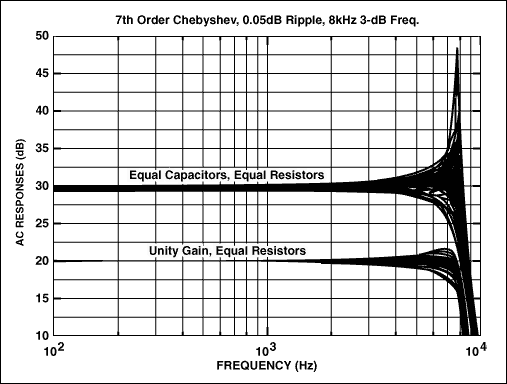 7th Order Chebyshev, 0.05dB Ripple, 8kHz 3-dB Freq.
50
45
40
35
30
25
20
15
10
AC RESPONSES (dB)
Equal Capacitors, Equal Resistors
Unity Gain, Equal Resistors
10² 10³ 10⁴
FREQUENCY (Hz)